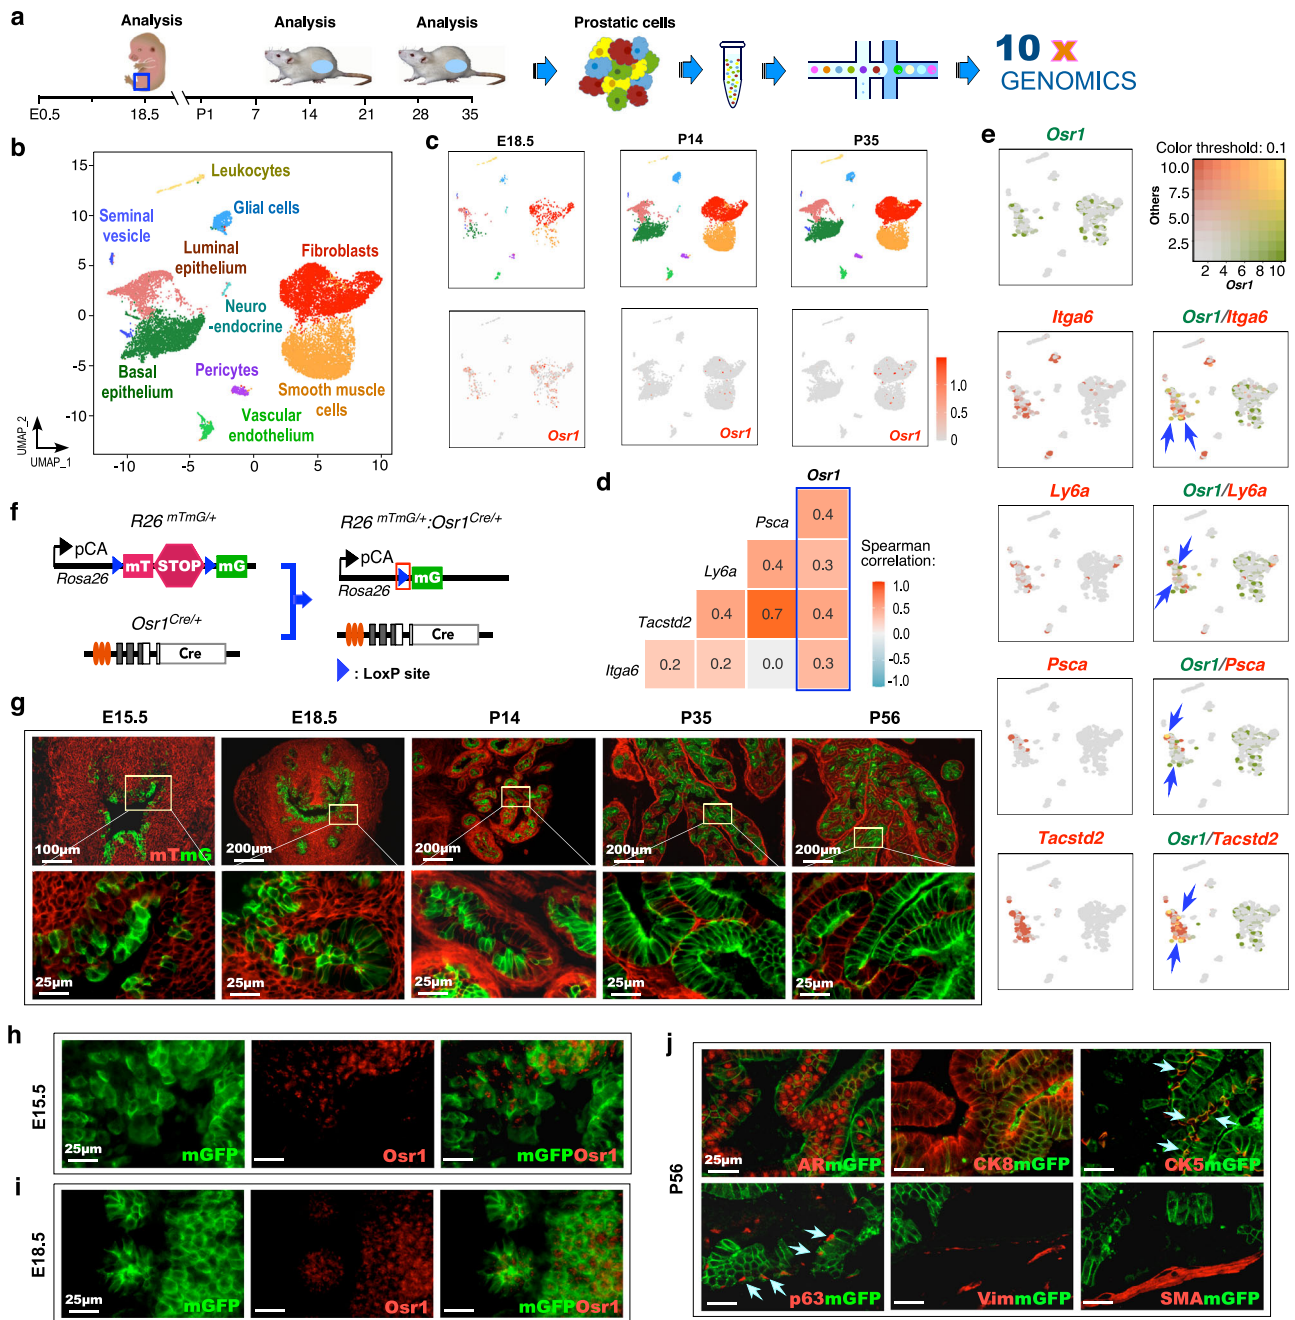 a
Analysis
Analysis
Analysis
Prostatic cells
10 x
GENOMICS
E0.5
18.5
P1
7
14
21
28
35
b
15
10
5
0
-5
-10
-10
-5
0
5
10
UMAP_2
UMAP_1
Leukocytes
Glial cells
Seminal
vesicle
Luminal
epithelium
Fibroblasts
Neuro
-endocrine
Basal
epithelium
Pericytes
Smooth muscle
cells
Vascular
endothelium
c
E18.5
P14
P35
Osr1
Osr1
Osr1
1.0
0.5
0
d
Osr1
Psca
0.4
Ly6a
0.4
0.3
Tacstd2
0.4
0.7
0.4
Itga6
0.2
0.2
0.0
0.3
Spearman
correlation:
1.0
0.5
0.0
-0.5
-1.0
e
Osr1
Color threshold: 0.1
10.0
7.5
5.0
2.5
Others
2 4 6 8 10
Osr1
Itga6
Osr1/Itga6
Ly6a
Osr1/Ly6a
Psca
Osr1/Psca
Tacstd2
Osr1/Tacstd2
f
R26 mTmG/+
pCA
mT
STOP
mG
Rosa26
Osr1Cre/+
Cre
R26 mTmG/+:Osr1Cre/+
pCA
mG
Rosa26
Cre
: LoxP site
g
E15.5
E18.5
P14
P35
P56
100μm
mTmG
200μm
200μm
200μm
200μm
25μm
25μm
25μm
25μm
25μm
h
E15.5
25μm
mGFP
Osr1
mGFPOsr1
i
E18.5
25μm
mGFP
Osr1
mGFPOsr1
j
P56
25μm
ARmGFP
CK8mGFP
CK5mGFP
p63mGFP
VimmGFP
SMAmGFP